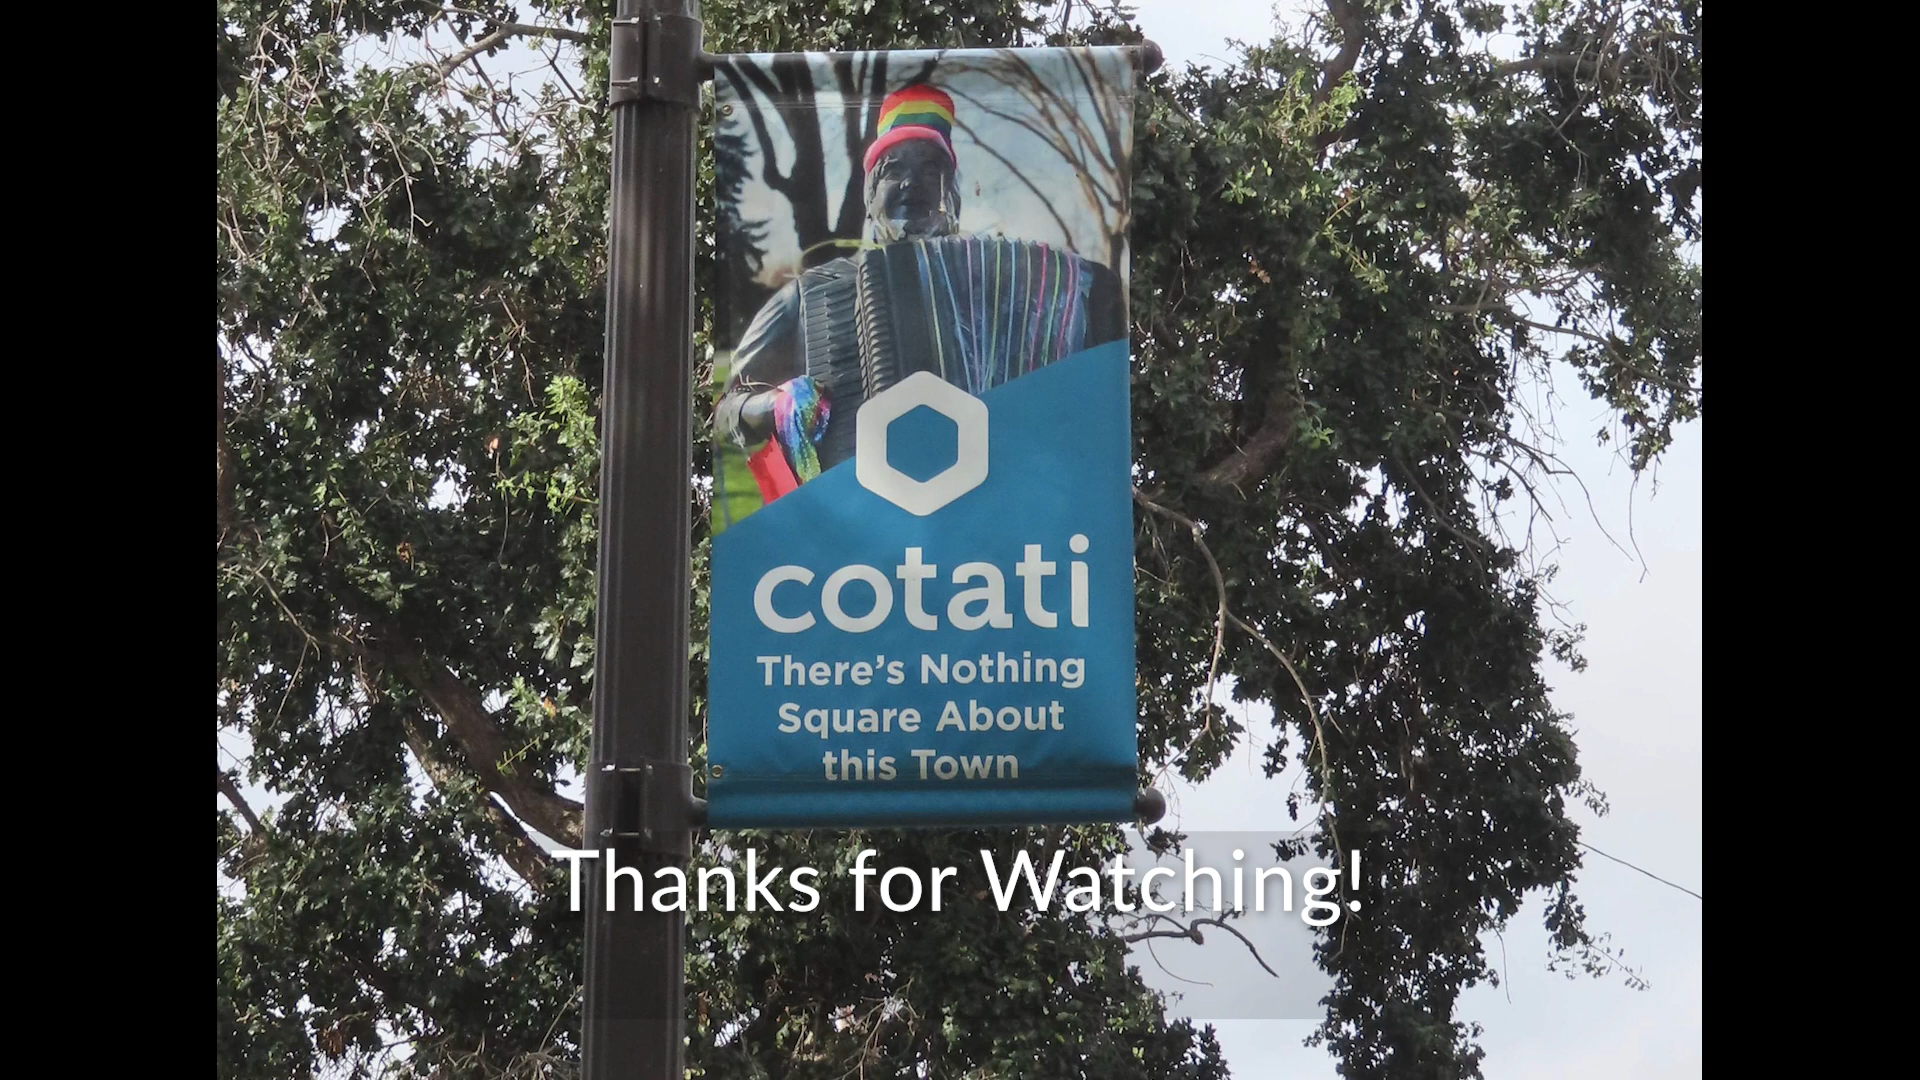 cotati
There's Nothing
Square About
this Town
Thanks for Watching!